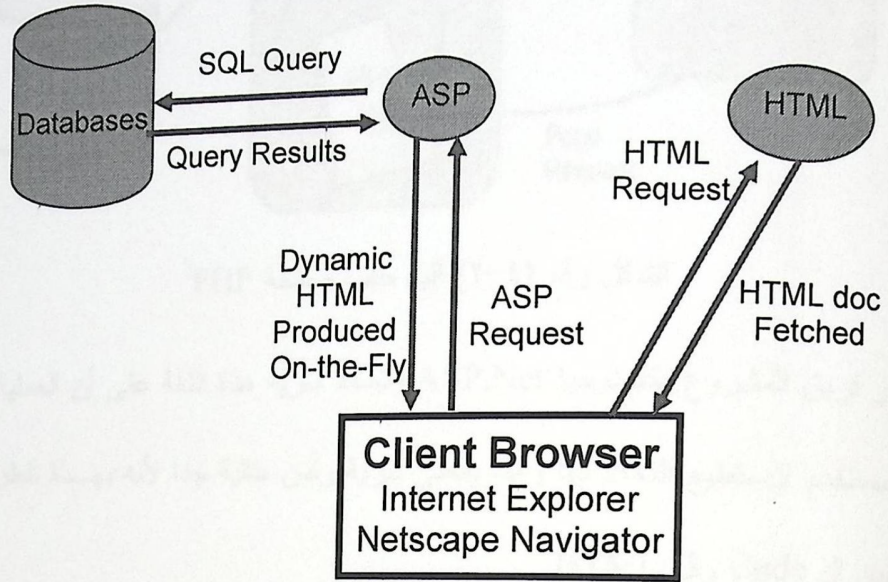 SQL Query
ASP
HTML
Databases
Query Results
HTML
Request
Dynamic
HTML
Produced
On-the-Fly
ASP
Request
HTML doc
Fetched
Client Browser
Internet Explorer
Netscape Navigator